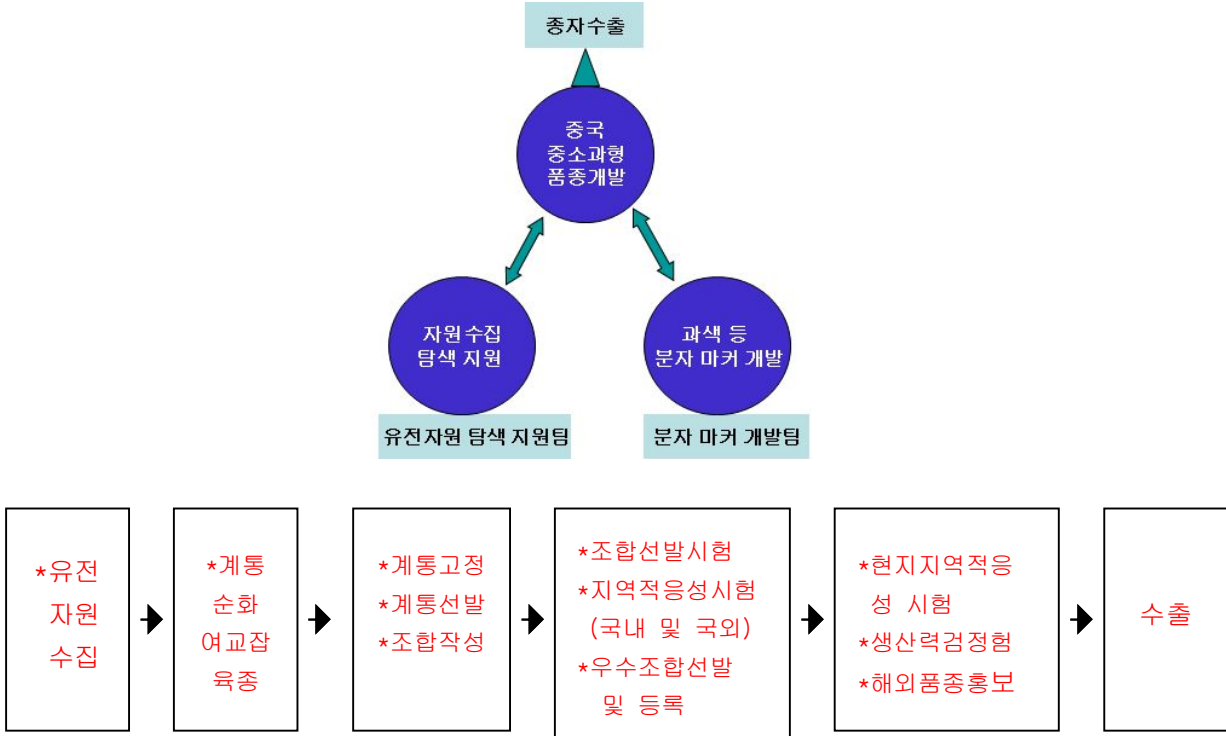 종자수출
중국
중소과형
품종개발
자원수집
탐색 지원
과색 등
분자 마커 개발
유전자원 탐색 지원팀
분자 마커 개발팀
*유전
자원
수집
*계통
순화
여교잡
육종
*계통고정
*계통선발
*조합작성
*조합선발시험
*지역적응성시험
(국내 및 국외)
*우수조합선발
및 등록
*현지지역적응
성 시험
*생산력검정험
*해외품종홍보
수출